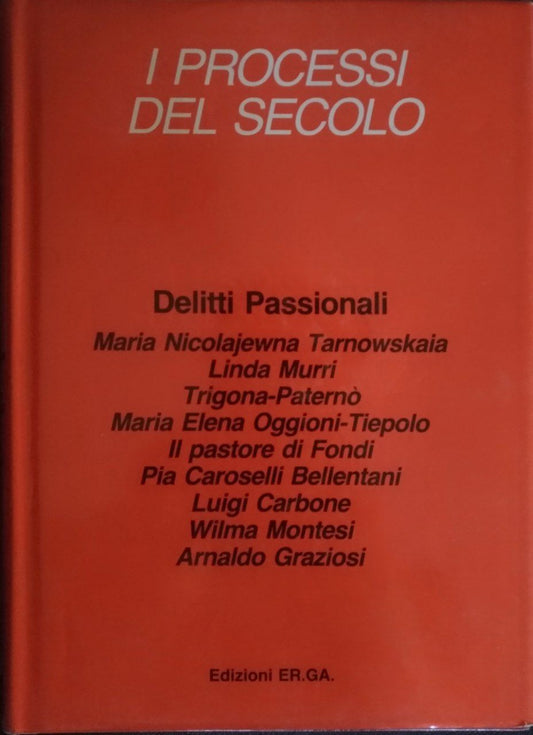 I PROCESSI
DEL SECOLO
Delitti Passionali
Maria Nicolajewna Tarnowskaia
Linda Murri
Trigona-Paternò
Maria Elena Oggioni-Tiepolo
Il pastore di Fondi
Pia Caroselli Bellentani
Luigi Carbone
Wilma Montesi
Arnaldo Graziosi
Edizioni ER.GA.